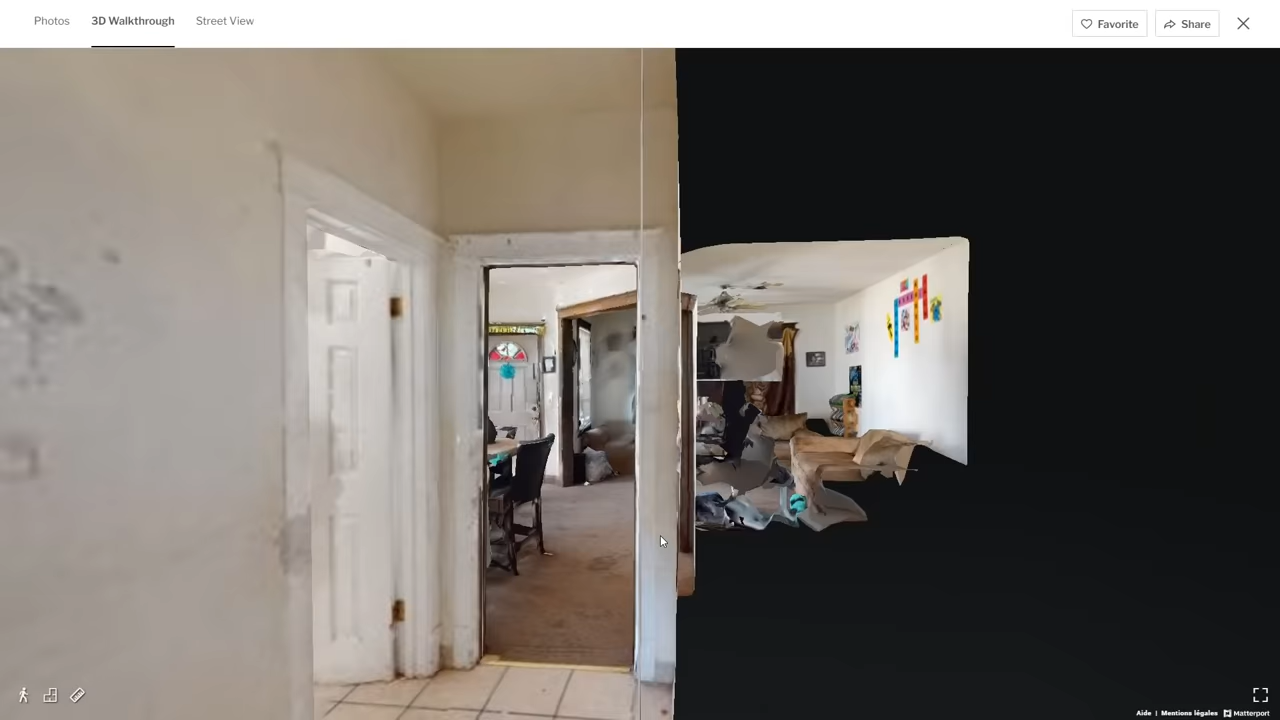 Photos
3D Walkthrough
Street View
Favorite
Share
Aide | Mentions légales Matterport